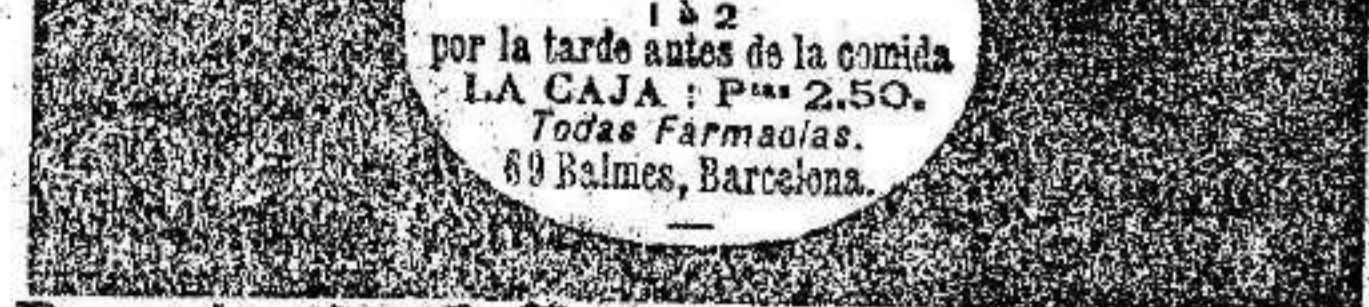 1 à 2
por la tarde antes de la comida
LA CAJA : Ptas 2.50.
Todas Farmacias.
69 Balmes, Barcelona.